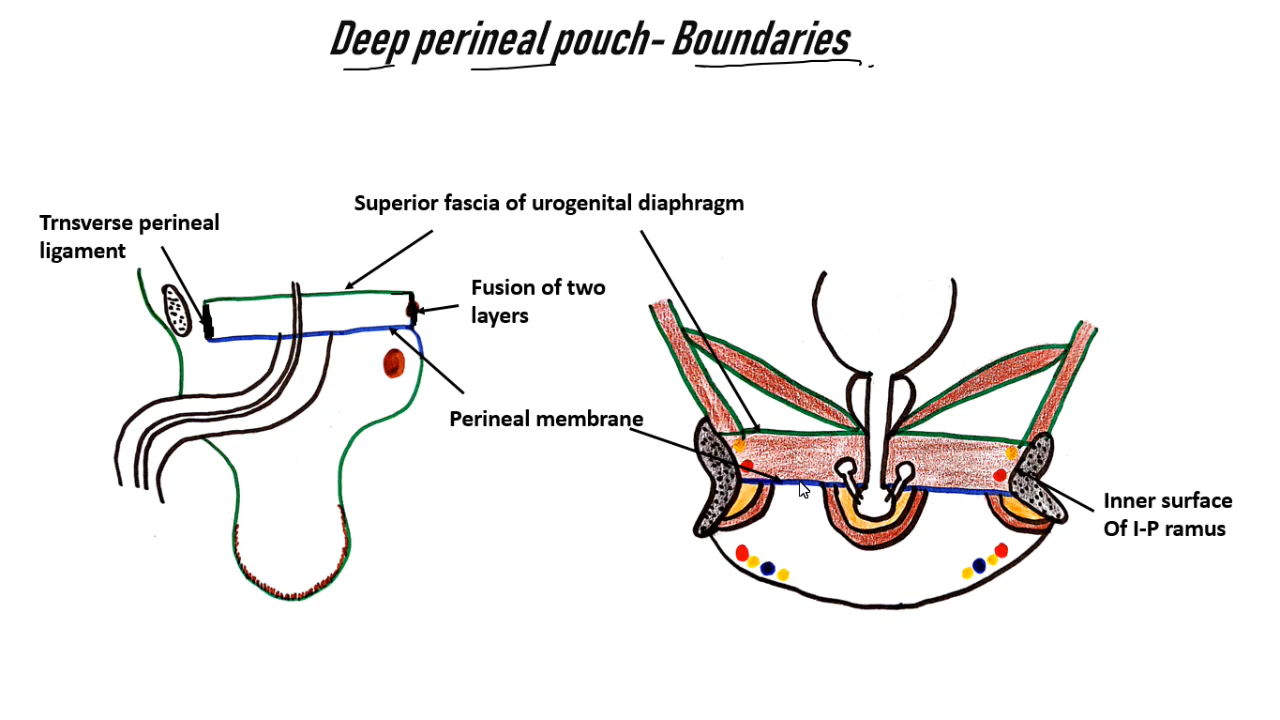 Deep perineal pouch- Boundaries
Superior fascia of urogenital diaphragm
Trnsverse perineal
ligament
Fusion of two
layers
Perineal membrane
Inner surface
Of I-P ramus